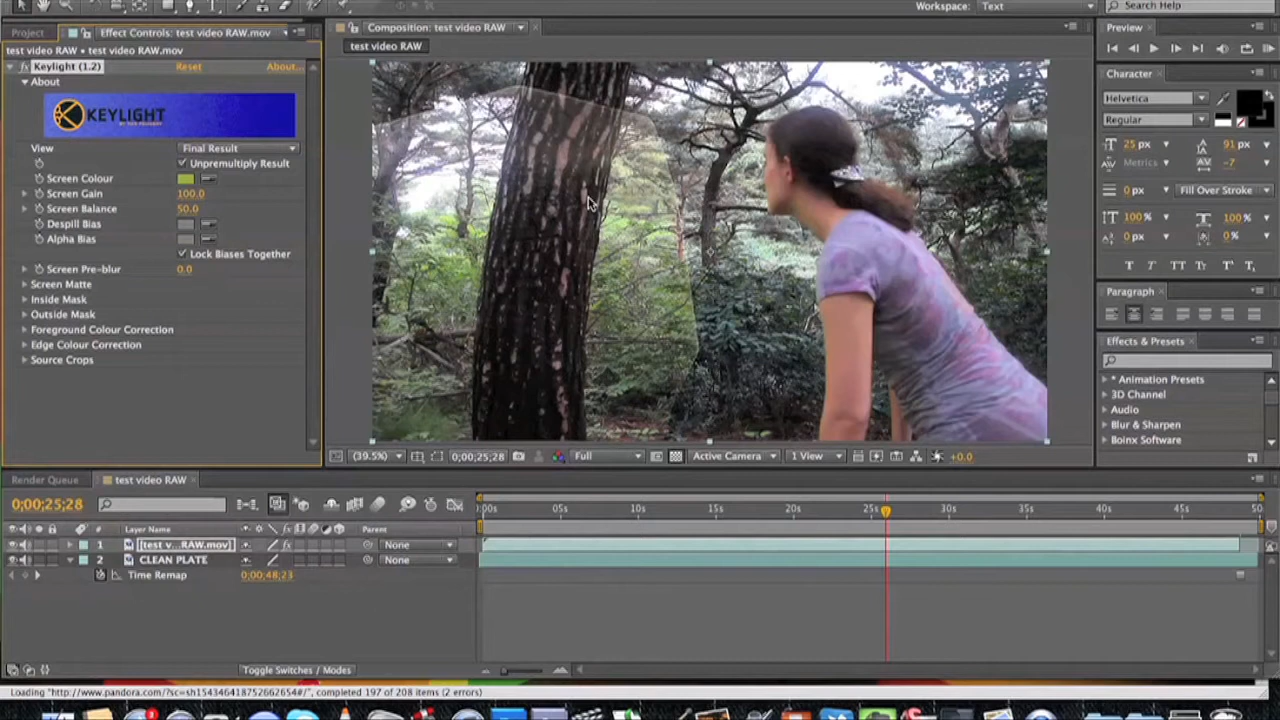 Workspace: Text
Search Help
Project
Effect Controls: test video RAW.mov
Composition: test video RAW
Preview
test video RAW • test video RAW.mov
test video RAW
Keylight (1.2)
Reset
About...
About
KEYLIGHT
View
Final Result
Unpremultiply Result
Screen Colour
Screen Gain
100.0
Screen Balance
50.0
Despill Bias
Alpha Bias
Lock Biases Together
Screen Pre-blur
0.0
Screen Matte
Inside Mask
Outside Mask
Foreground Colour Correction
Edge Colour Correction
Source Crops
Character
Helvetica
Regular
25 px
91 px
Metrics
-7
0 px
Fill Over Stroke
100%
100%
0 px
0 %
T T TT Tr T' T,
Paragraph
Effects & Presets
* Animation Presets
3D Channel
Audio
Blur & Sharpen
Boinx Software
(39.5%)
0;00;25;28
Full
Active Camera
1 View
+0.0
Render Queue
test video RAW
0;00;25;28
:00s
05s
10s
15s
20s
25s
30s
35s
40s
45s
50
# Layer Name
Parent
1 [test v...RAW.mov]
None
2 CLEAN PLATE
None
Time Remap
0;00;48;23
Toggle Switches / Modes
Loading "http://www.pandora.com/?sc=sh1543464187526626554#/", completed 197 of 208 items (2 errors)